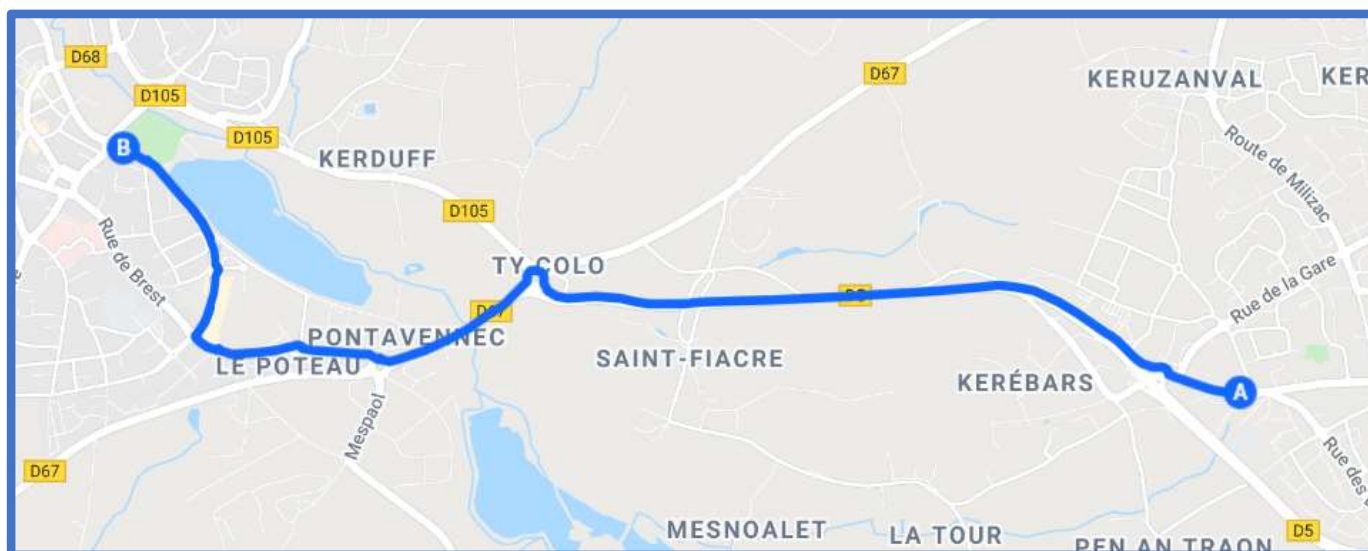 D68
D67
KERUZANVAL
KER
D105
B
D105
KERDUFF
Route de Milizac
D105
Rue de Brest
TY COLO
Rue de la Gare
D67
PONTAVENNEC
LE POTEAU
SAINT-FIACRE
KERÉBARS
A
Mespaol
Rue des
D67
MESNOALET
LA TOUR
D5
PEN AN TRAON